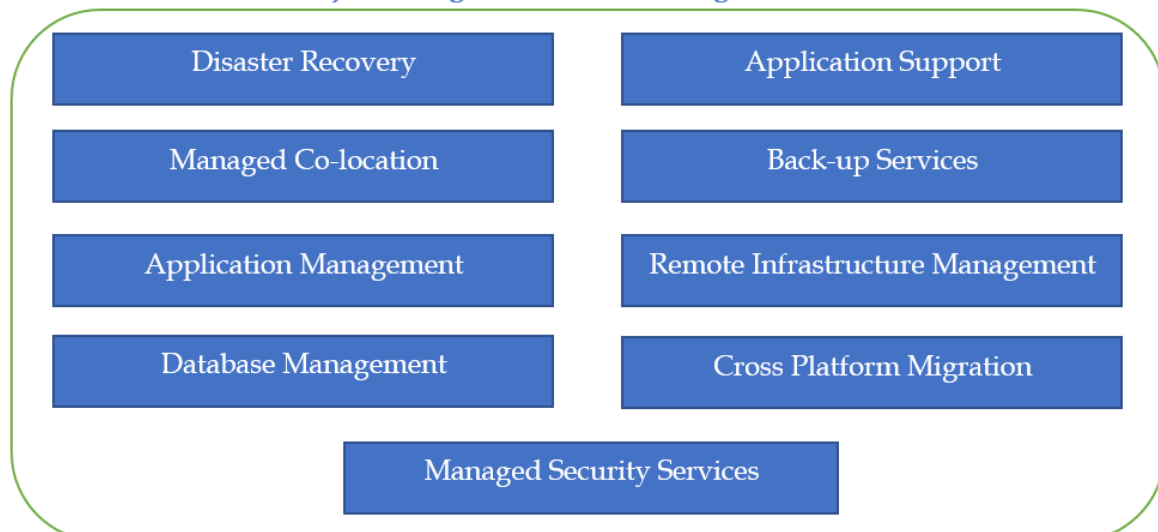 Disaster Recovery
Application Support
Managed Co-location
Back-up Services
Application Management
Remote Infrastructure Management
Database Management
Cross Platform Migration
Managed Security Services